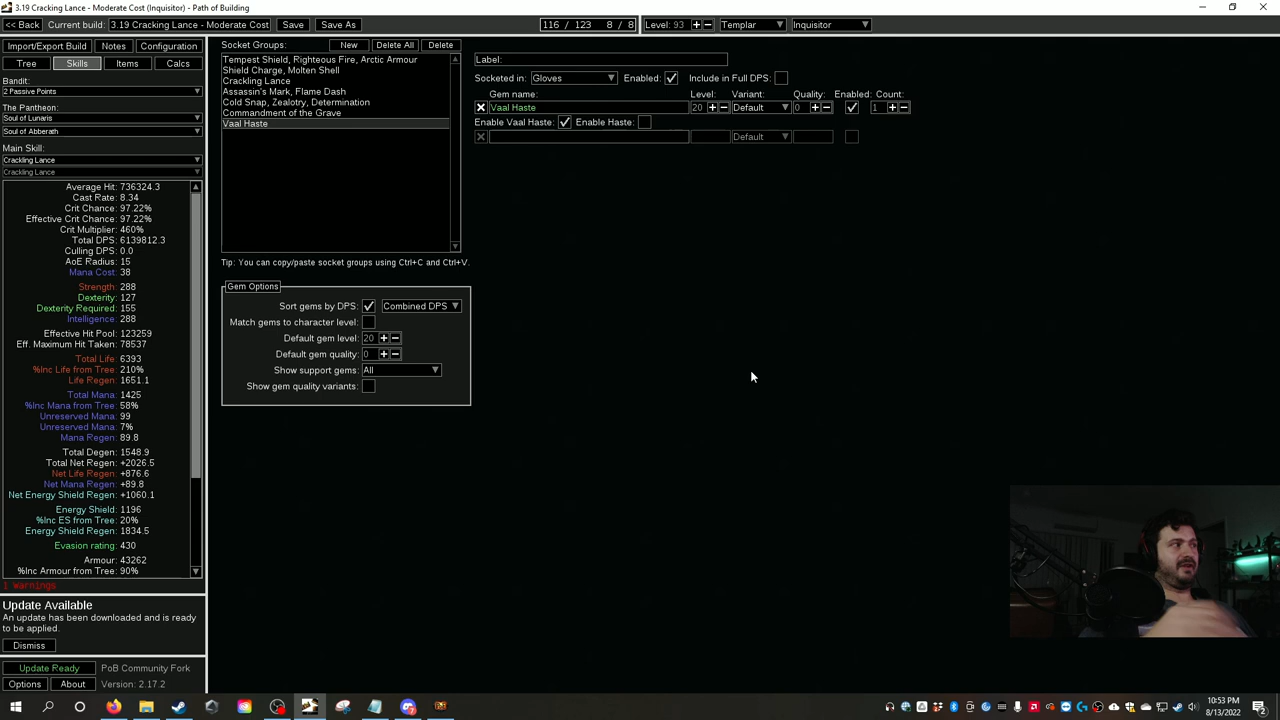 3.19 Cracking Lance - Moderate Cost (Inquisitor) - Path of Building
<< Back
Current build:
3.19 Crackling Lance - Moderate Cost
Save
Save As
116 / 123 8 / 8
Level: 93
Templar
Inquisitor
Import/Export Build
Notes
Configuration
Tree
Skills
Items
Calcs
Bandit:
2 Passive Points
The Pantheon:
Soul of Lunaris
Soul of Abberath
Main Skill:
Crackling Lance
Crackling Lance
Average Hit: 736324.3
Cast Rate: 8.34
Crit Chance: 97.22%
Effective Crit Chance: 97.22%
Crit Multiplier: 460%
Total DPS: 6139812.3
Culling DPS: 0.0
AoE Radius: 15
Mana Cost: 38
Strength: 288
Dexterity: 127
Dexterity Required: 155
Intelligence: 288
Effective Hit Pool: 123259
Eff. Maximum Hit Taken: 78537
Total Life: 6393
%Inc Life from Tree: 210%
Life Regen: 1651.1
Total Mana: 1425
%Inc Mana from Tree: 58%
Unreserved Mana: 99
Unreserved Mana: 7%
Mana Regen: 89.8
Total Degen: 1548.9
Total Net Regen: +2026.5
Net Life Regen: +876.6
Net Mana Regen: +89.8
Net Energy Shield Regen: +1060.1
Energy Shield: 1196
%Inc ES from Tree: 20%
Energy Shield Regen: 1834.5
Evasion rating: 430
Armour: 43262
%Inc Armour from Tree: 90%
1 Warnings
Update Available
An update has been downloaded and is ready
to be applied.
Dismiss
Update Ready
PoB Community Fork
Options
About
Version: 2.17.2
Socket Groups:
New
Delete All
Delete
Tempest Shield, Righteous Fire, Arctic Armour
Shield Charge, Molten Shell
Crackling Lance
Assassin's Mark, Flame Dash
Cold Snap, Zealotry, Determination
Commandment of the Grave
Vaal Haste
Tip: You can copy/paste socket groups using Ctrl+C and Ctrl+V.
Gem Options
Sort gems by DPS:
Combined DPS
Match gems to character level:
Default gem level: 20
Default gem quality: 0
Show support gems: All
Show gem quality variants:
Label:
Socketed in: Gloves
Enabled:
Include in Full DPS:
Gem name:
Level:
Variant:
Quality:
Enabled:
Count:
Vaal Haste
20
Default
0
1
Enable Vaal Haste:
Enable Haste:
Default
10:53 PM
8/13/2022
2